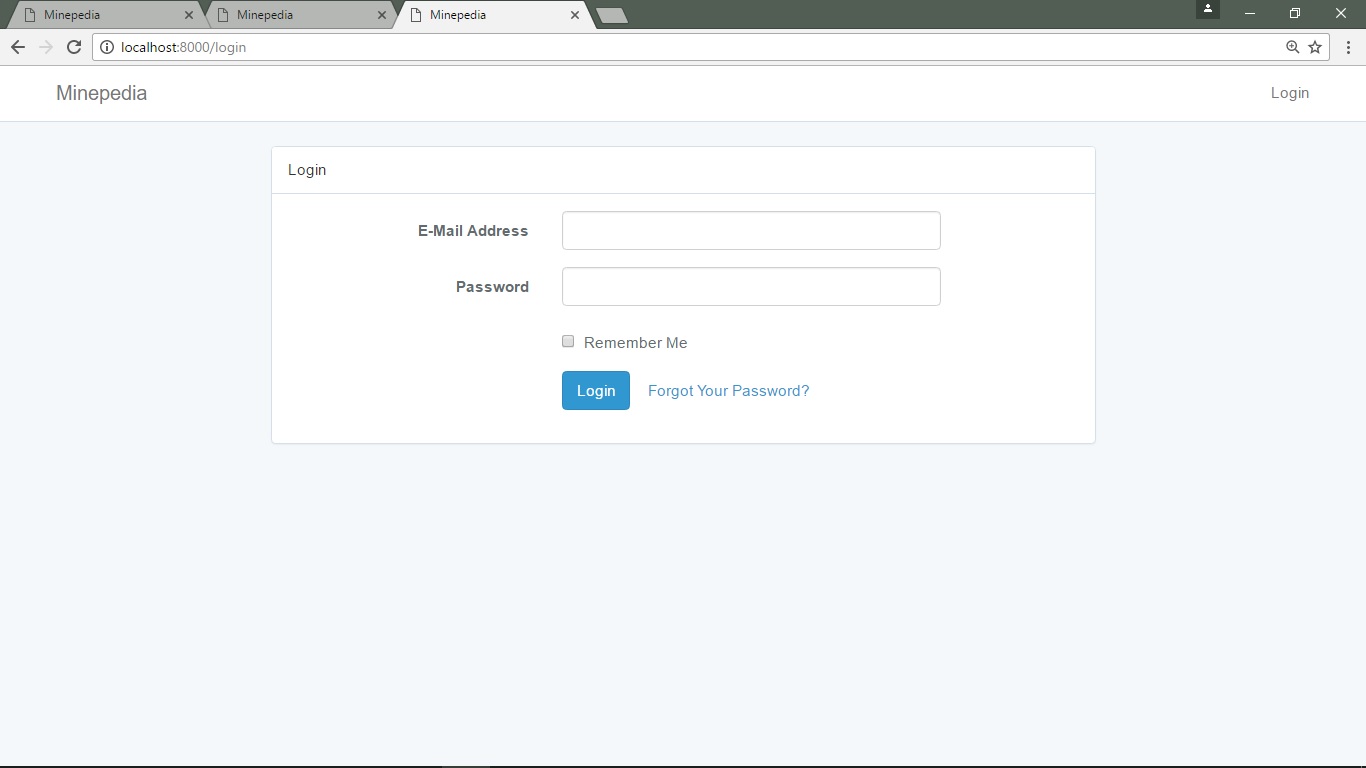 Minepedia Minepedia Minepedia
localhost:8000/login
Minepedia Login
Login
E-Mail Address
Password
Remember Me
Login Forgot Your Password?